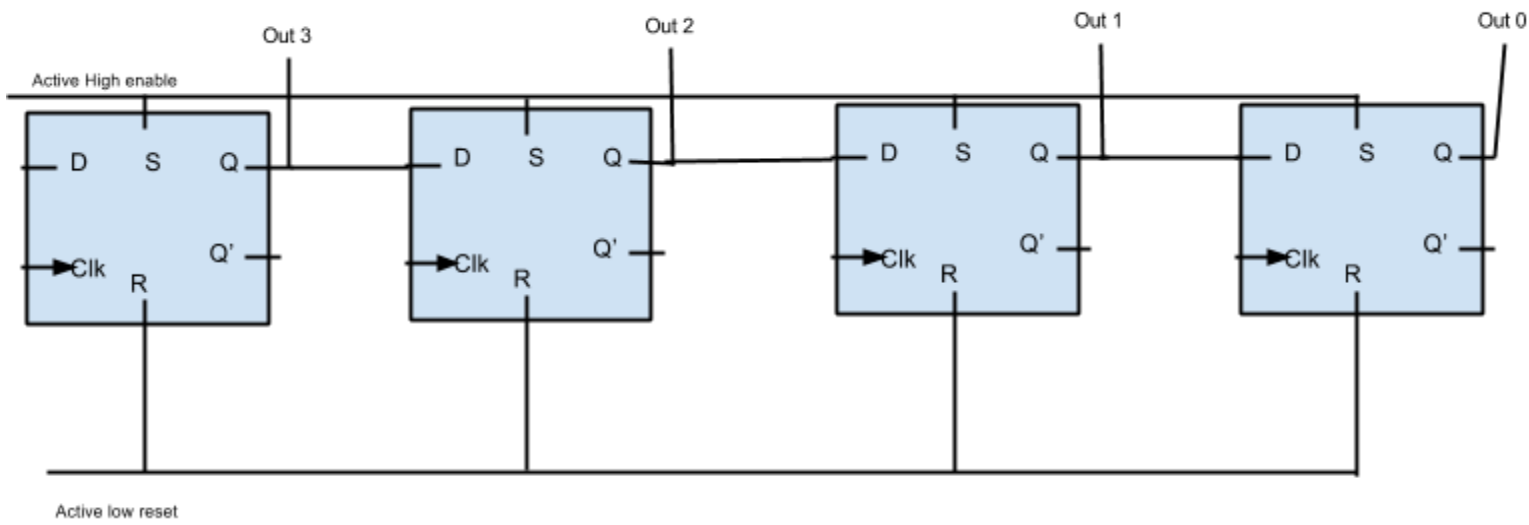 Out 3
Out 2
Out 1
Out 0
Active High enable
D S Q
D S Q
D S Q
D S Q
Clk Q’
Clk Q’
Clk Q’
Clk Q’
R
R
R
R
Active low reset